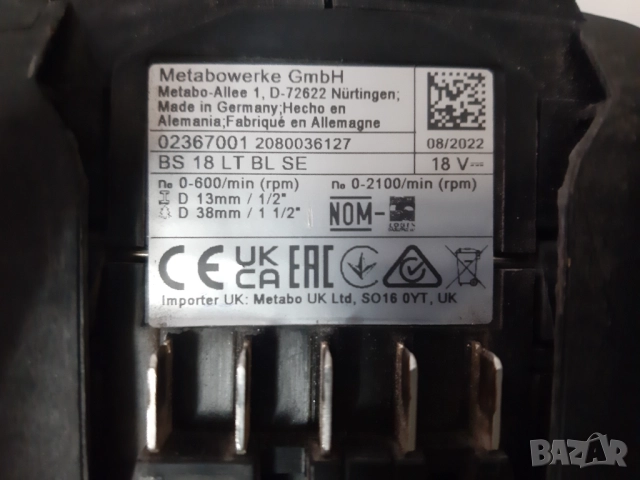 Metabowerke GmbH
Metabo-Allee 1, D-72622 Nürtingen;
Made in Germany;Hecho en
Alemania;Fabriqué en Allemagne
02367001 2080036127 08/2022
BS 18 LT BL SE 18 V
n₀ 0-600/min (rpm) n₀ 0-2100/min (rpm)
D 13mm / 1/2"
D 38mm / 1 1/2"
NOM-
CE UK CA EAC
Importer UK: Metabo UK Ltd, SO16 0YT, UK
BAZAR